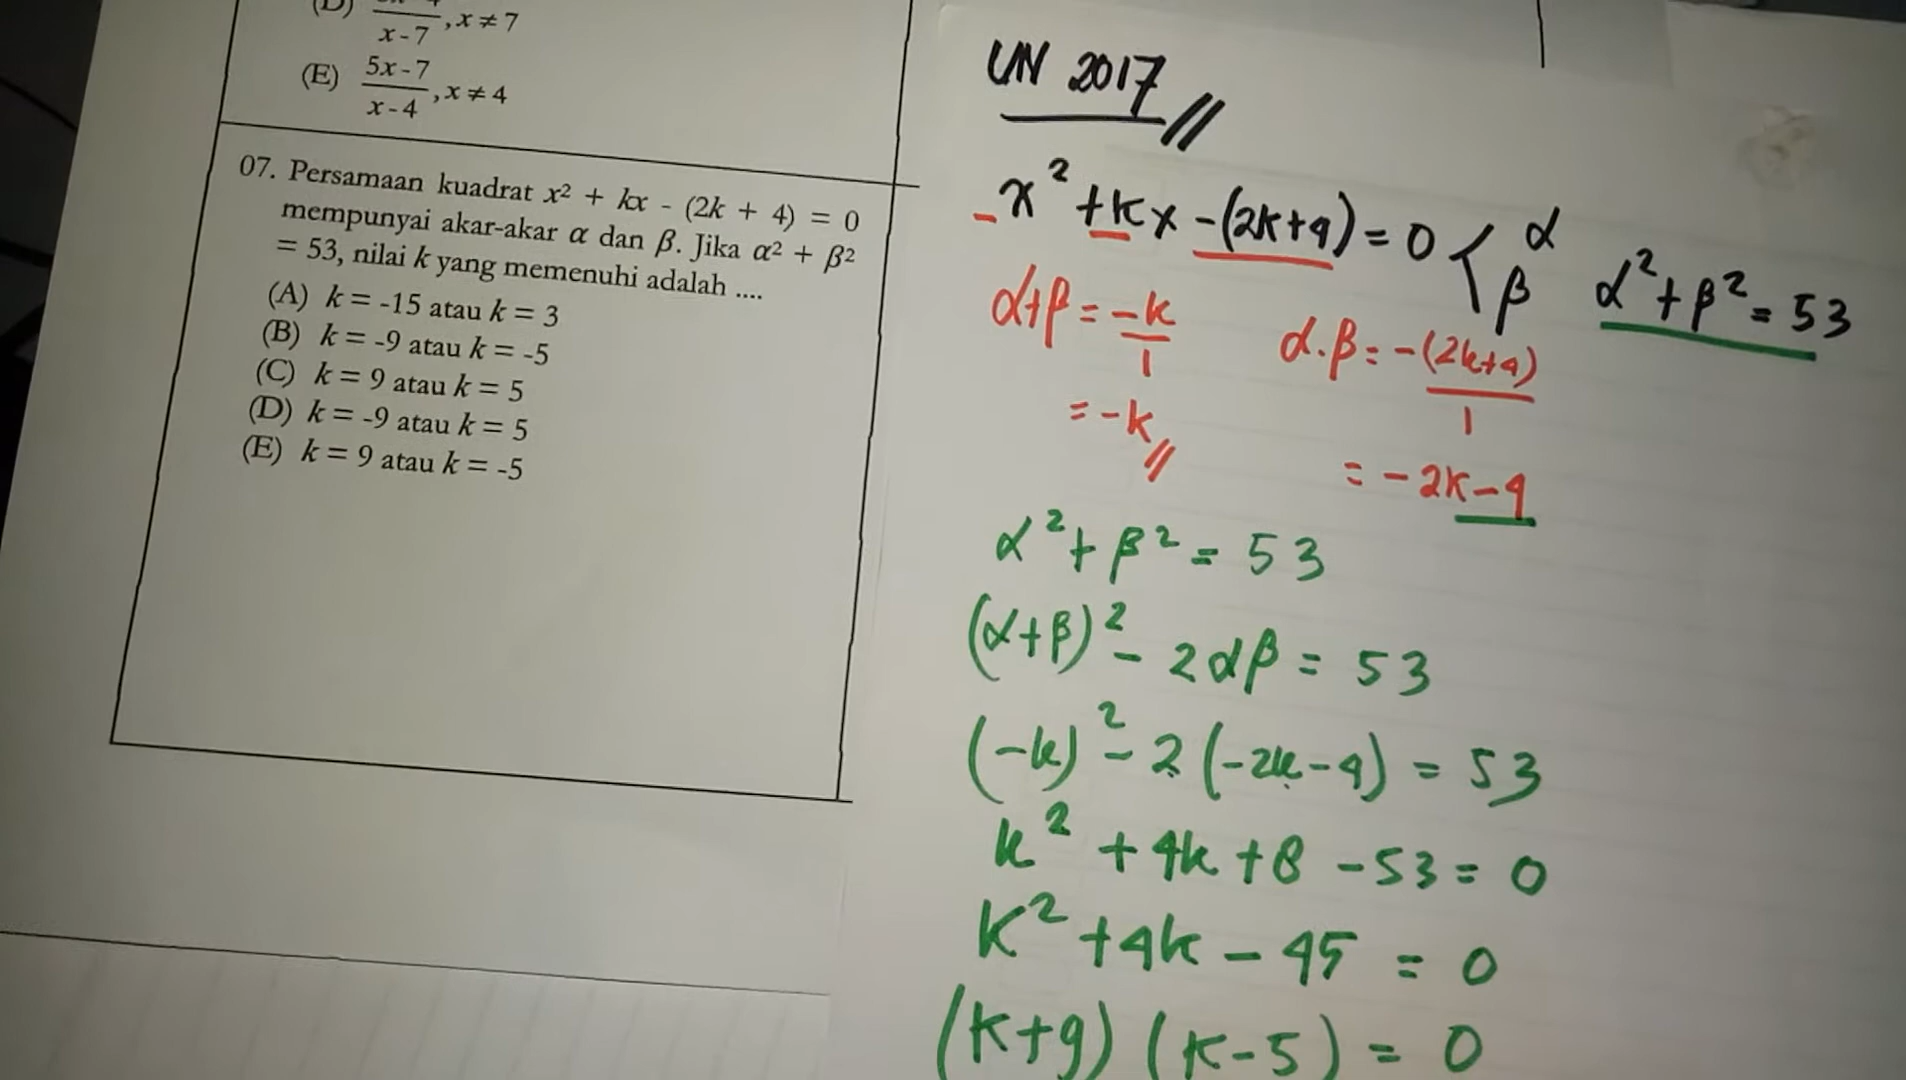 (D) x - 7 , x ≠ 7
(E) 5x - 7 / x - 4 , x ≠ 4
07. Persamaan kuadrat x² + kx - (2k + 4) = 0
mempunyai akar-akar α dan β. Jika α² + β²
= 53, nilai k yang memenuhi adalah ....
(A) k = -15 atau k = 3
(B) k = -9 atau k = -5
(C) k = 9 atau k = 5
(D) k = -9 atau k = 5
(E) k = 9 atau k = -5
UN 2017 //
x² + kx - (2k+4) = 0 < α β α² + β² = 53
α+β = -k/1
= -k //
α.β = -(2k+4)/1
= -2k-4
α² + β² = 53
(α+β)² - 2αβ = 53
(-k)² - 2(-2k-4) = 53
k² + 4k + 8 - 53 = 0
k² + 4k - 45 = 0
(k+9) (k-5) = 0